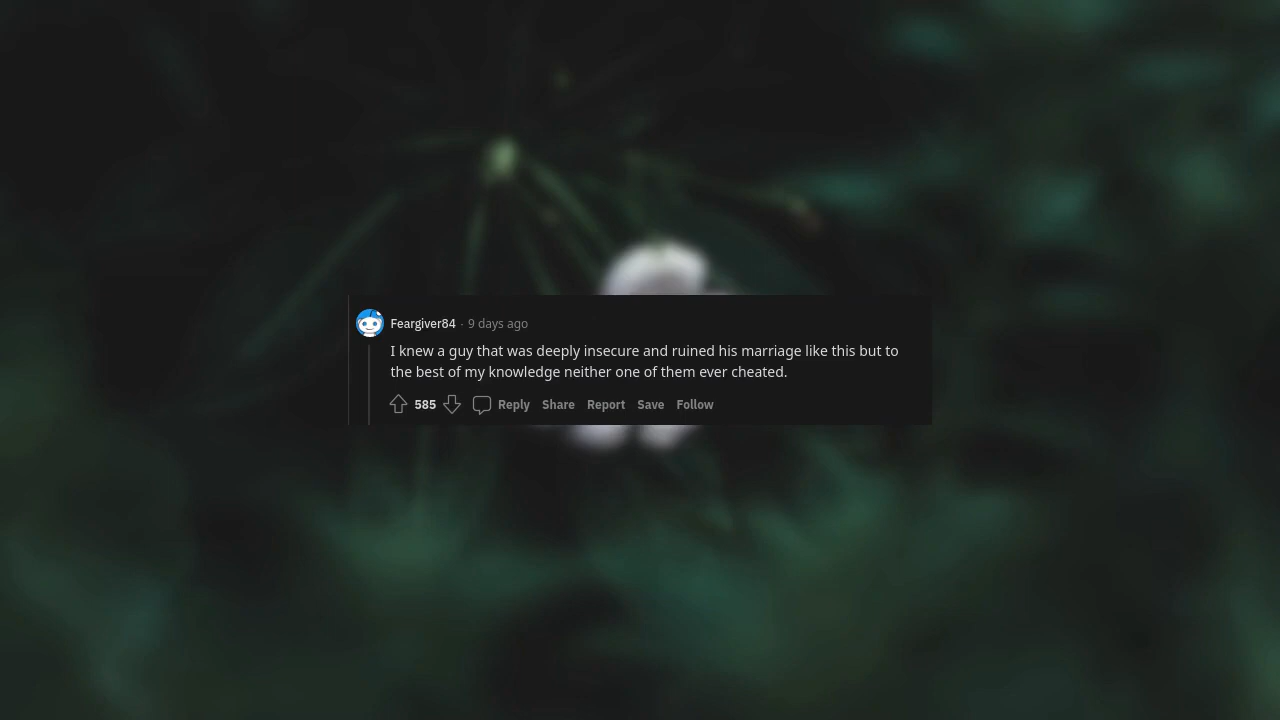 Feargiver84 · 9 days ago
I knew a guy that was deeply insecure and ruined his marriage like this but to
the best of my knowledge neither one of them ever cheated.
585 Reply Share Report Save Follow